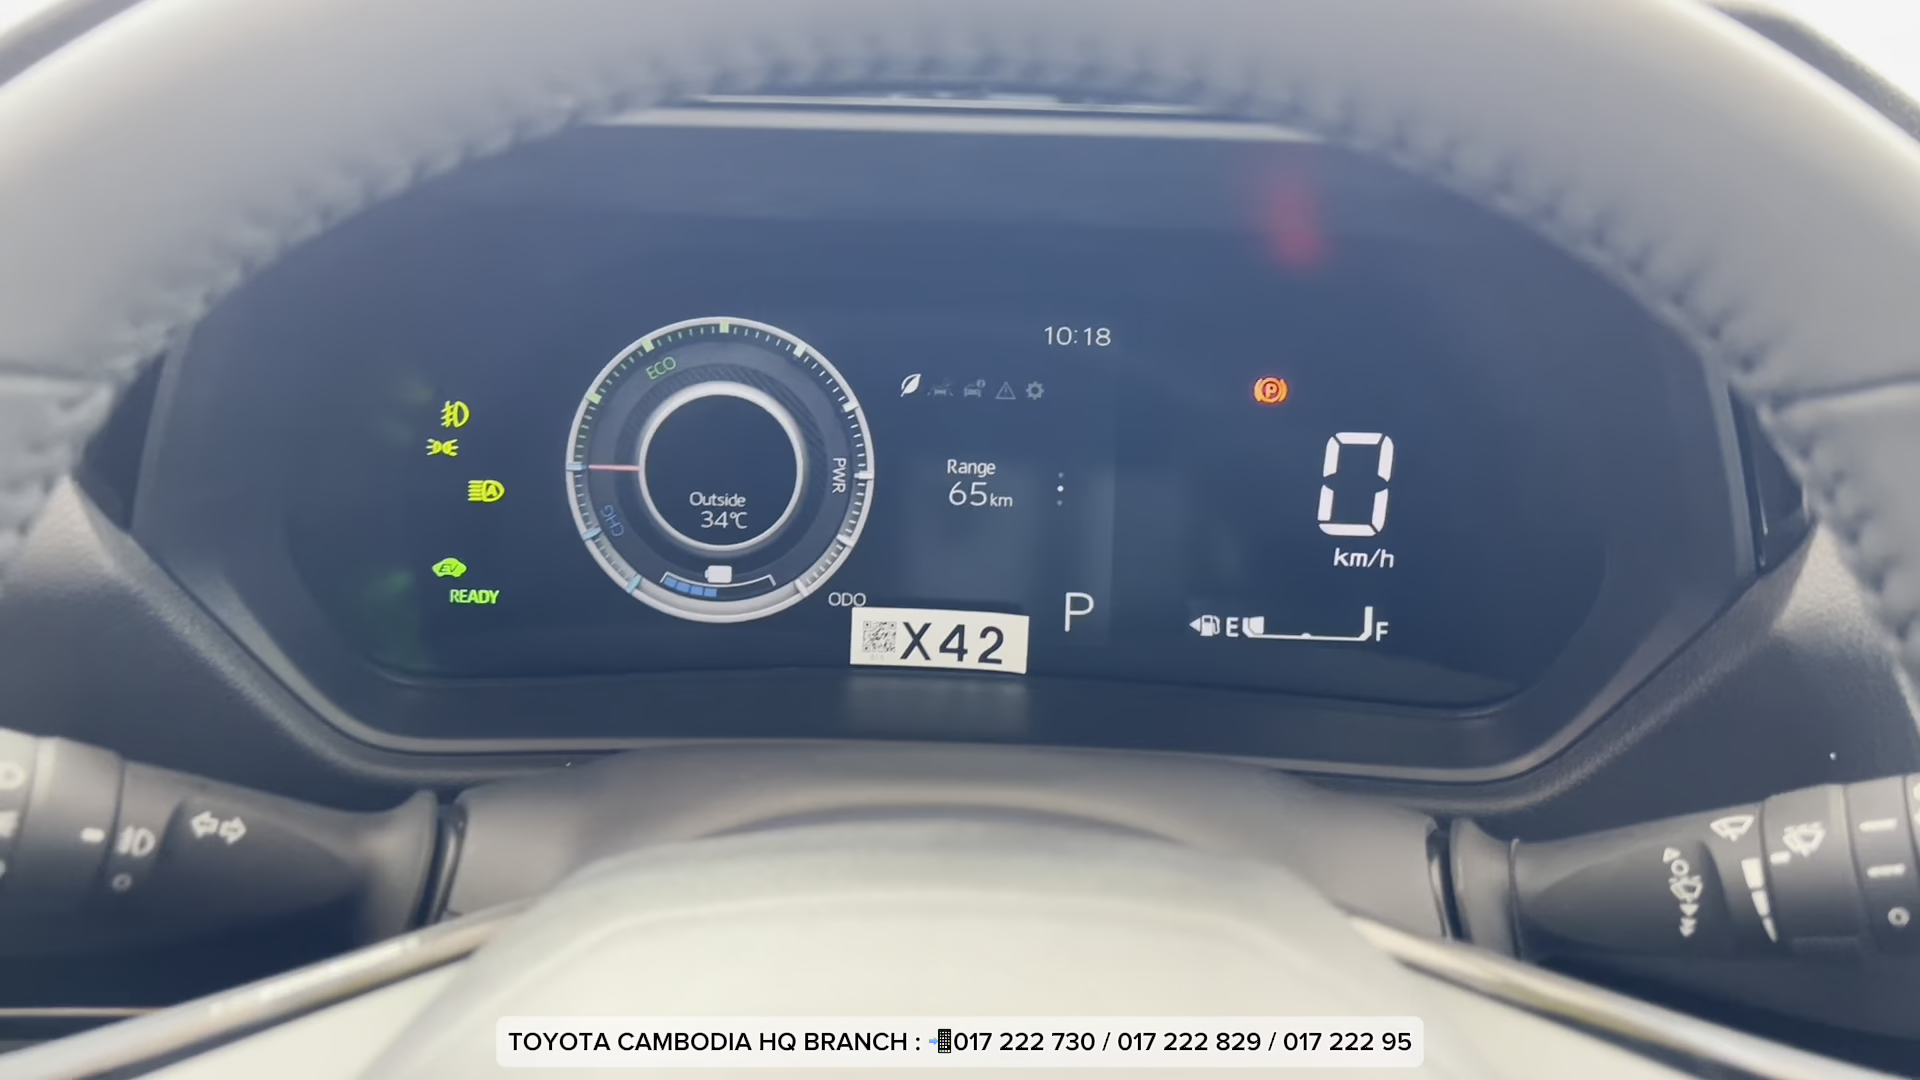 10:18
ECO
PWR
CHG
Outside
34℃
Range
65km
0
km/h
EV
READY
ODO
X42
P
E
F
TOYOTA CAMBODIA HQ BRANCH : 📲017 222 730 / 017 222 829 / 017 222 95